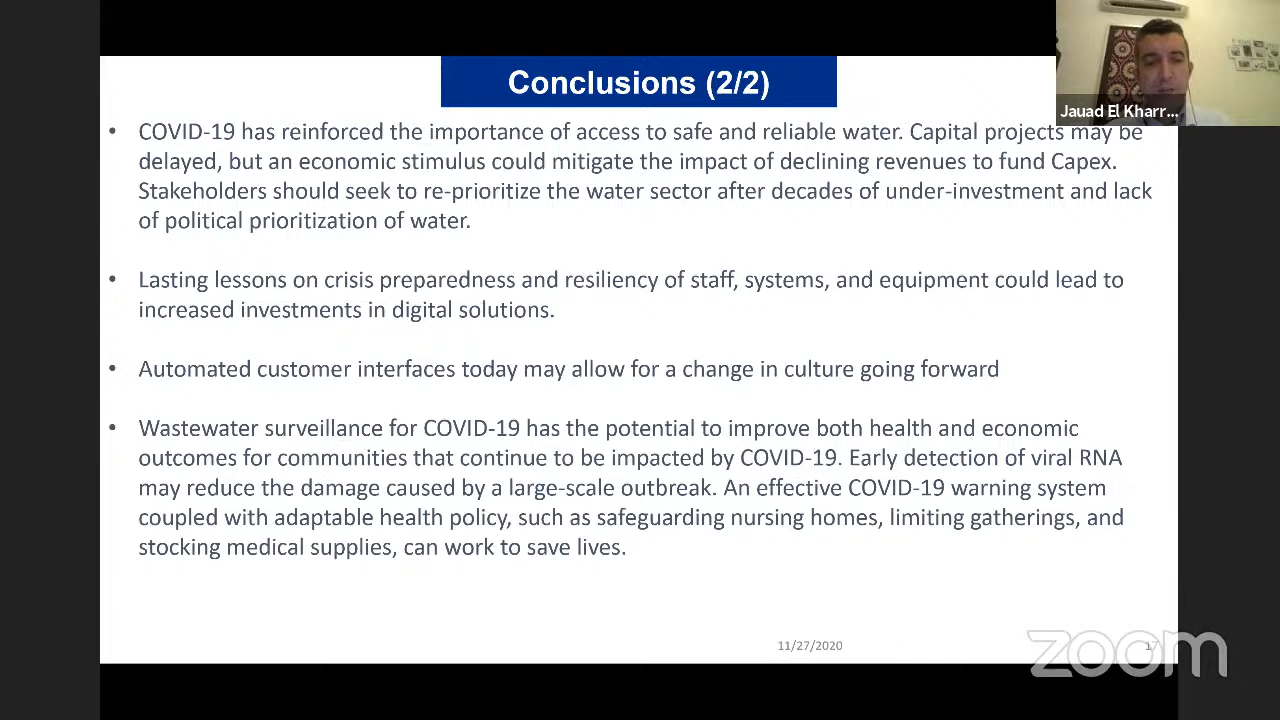 Conclusions (2/2)
Jauad El Kharr...
• COVID-19 has reinforced the importance of access to safe and reliable water. Capital projects may be
delayed, but an economic stimulus could mitigate the impact of declining revenues to fund Capex.
Stakeholders should seek to re-prioritize the water sector after decades of under-investment and lack
of political prioritization of water.
• Lasting lessons on crisis preparedness and resiliency of staff, systems, and equipment could lead to
increased investments in digital solutions.
• Automated customer interfaces today may allow for a change in culture going forward
• Wastewater surveillance for COVID-19 has the potential to improve both health and economic
outcomes for communities that continue to be impacted by COVID-19. Early detection of viral RNA
may reduce the damage caused by a large-scale outbreak. An effective COVID-19 warning system
coupled with adaptable health policy, such as safeguarding nursing homes, limiting gatherings, and
stocking medical supplies, can work to save lives.
11/27/2020
17
zoom